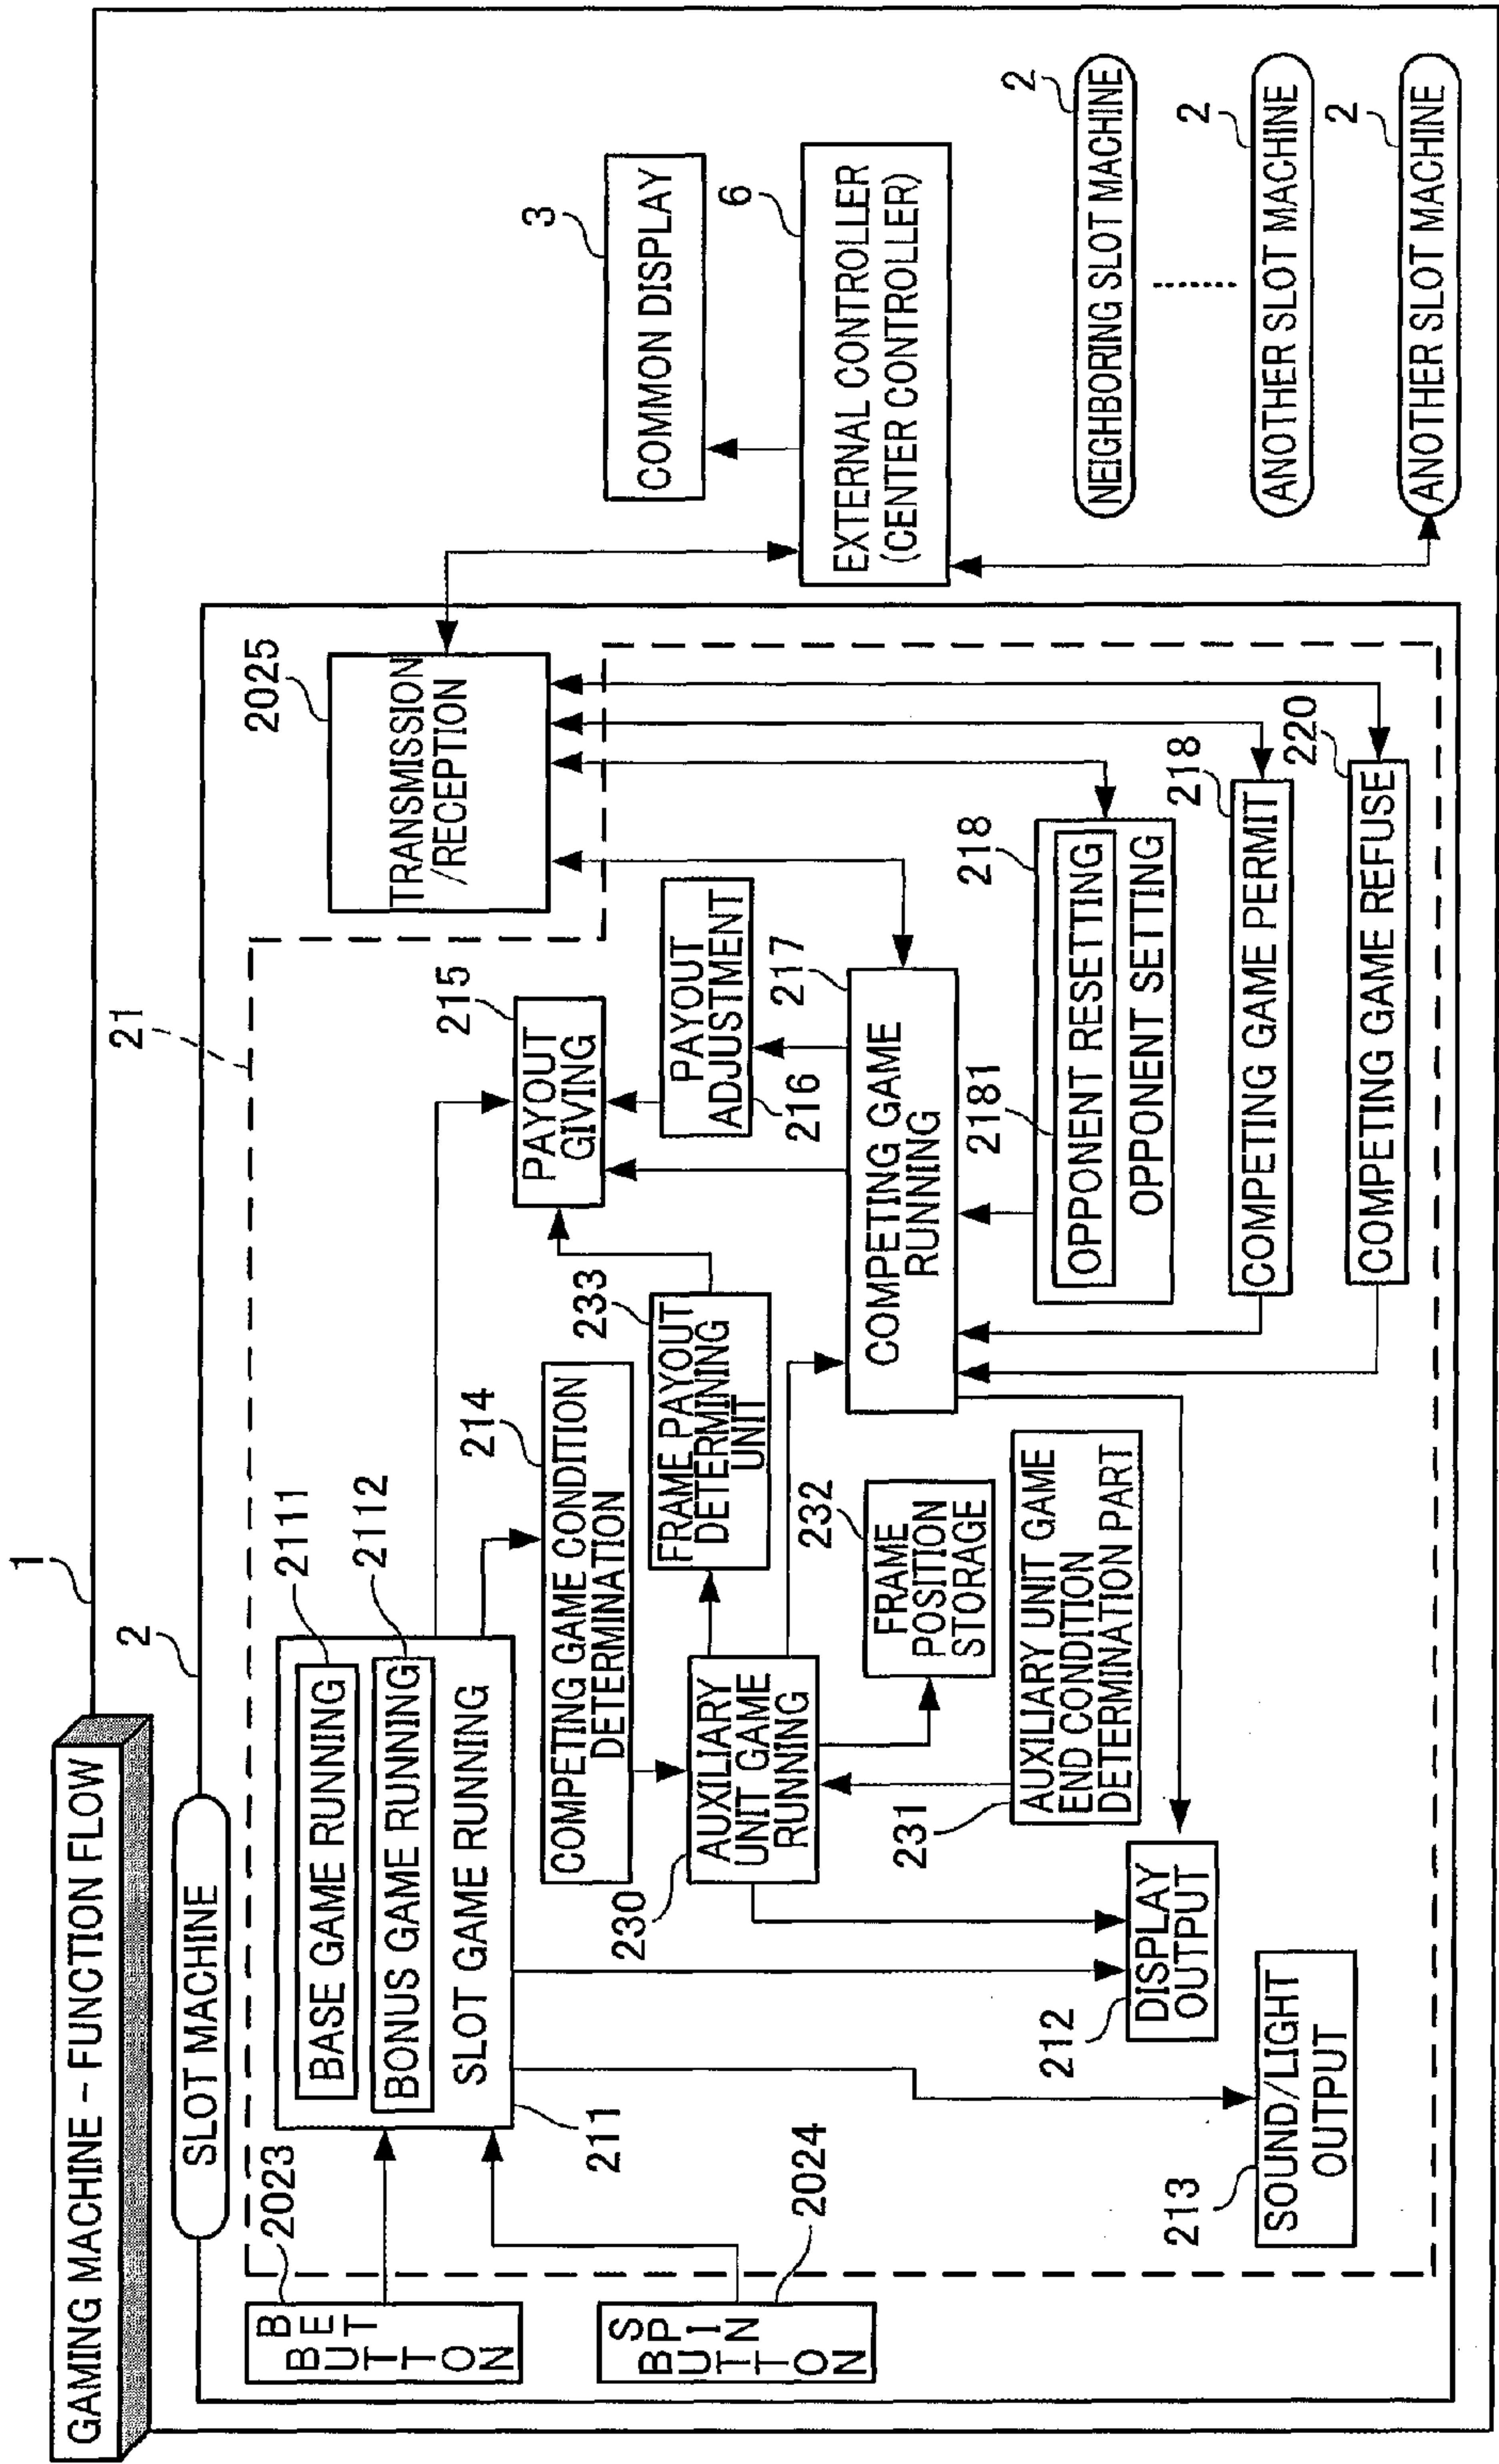 GAMING MACHINE - FUNCTION FLOW
1
SLOT MACHINE
2
21
BET
BUTTON
2023
SPIN
BUTTON
2024
BASE GAME RUNNING
2111
BONUS GAME RUNNING
2112
SLOT GAME RUNNING
211
COMPETING GAME CONDITION
DETERMINATION
214
PAYOUT
GIVING
215
TRANSMISSION
/RECEPTION
2025
FRAME PAYOUT
DETERMINING
UNIT
233
PAYOUT
ADJUSTMENT
216
AUXILIARY
UNIT GAME
RUNNING
230
FRAME
POSITION
STORAGE
232
COMPETING GAME
RUNNING
217
AUXILIARY UNIT GAME
END CONDITION
DETERMINATION PART
231
OPPONENT RESETTING
2181
OPPONENT SETTING
218
DISPLAY
OUTPUT
212
COMPETING GAME PERMIT
218
SOUND/LIGHT
OUTPUT
213
COMPETING GAME REFUSE
220
COMMON DISPLAY
3
EXTERNAL CONTROLLER
(CENTER CONTROLLER)
6
NEIGHBORING SLOT MACHINE
2
ANOTHER SLOT MACHINE
2
ANOTHER SLOT MACHINE
2